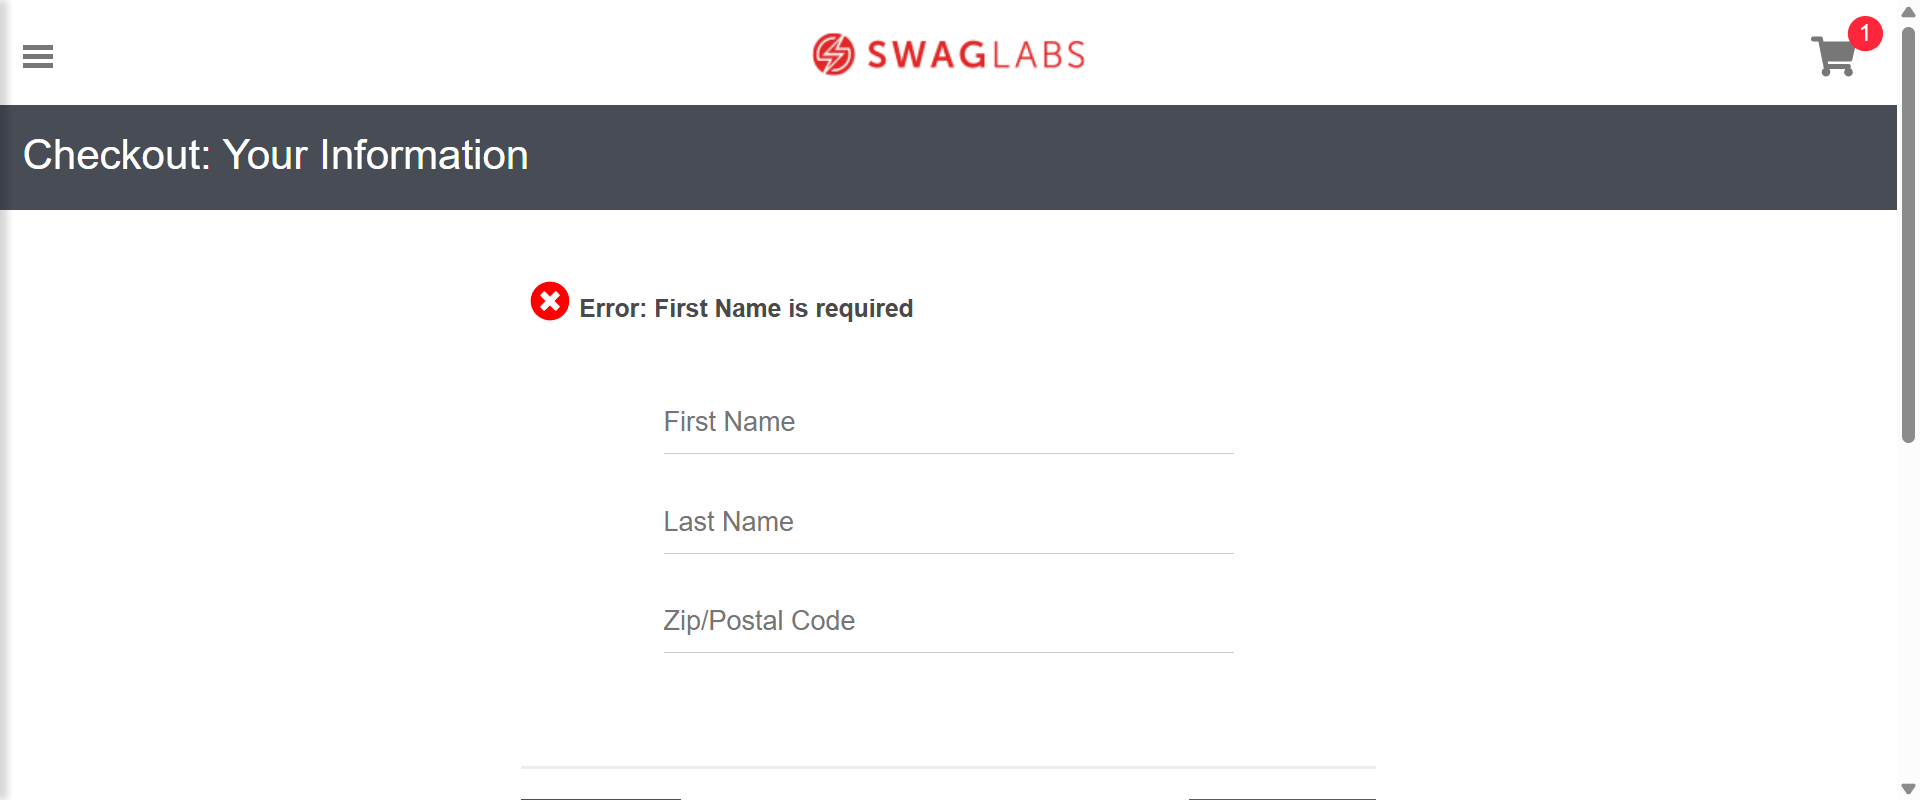 SWAGLABS
1
Checkout: Your Information
Error: First Name is required
First Name
Last Name
Zip/Postal Code